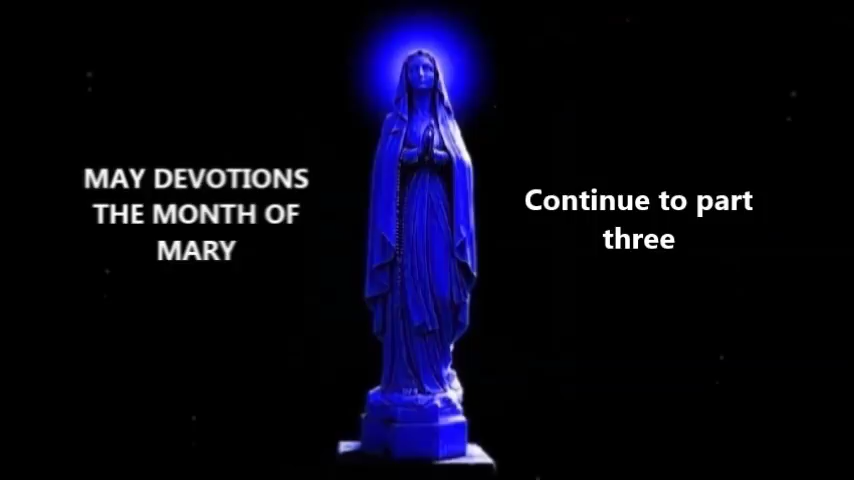 MAY DEVOTIONS
THE MONTH OF
MARY
Continue to part
three